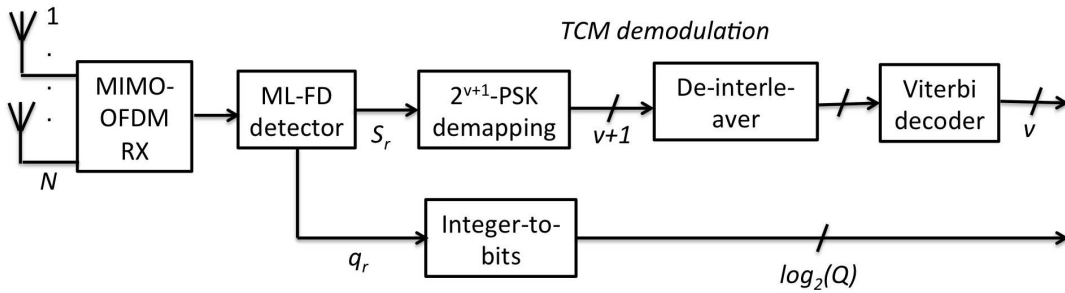 1
.
.
.
N
MIMO-
OFDM
RX
ML-FD
detector
S_r
TCM demodulation
2^{v+1}-PSK
demapping
v+1
De-interle-
aver
Viterbi
decoder
v
q_r
Integer-to-
bits
log_2(Q)